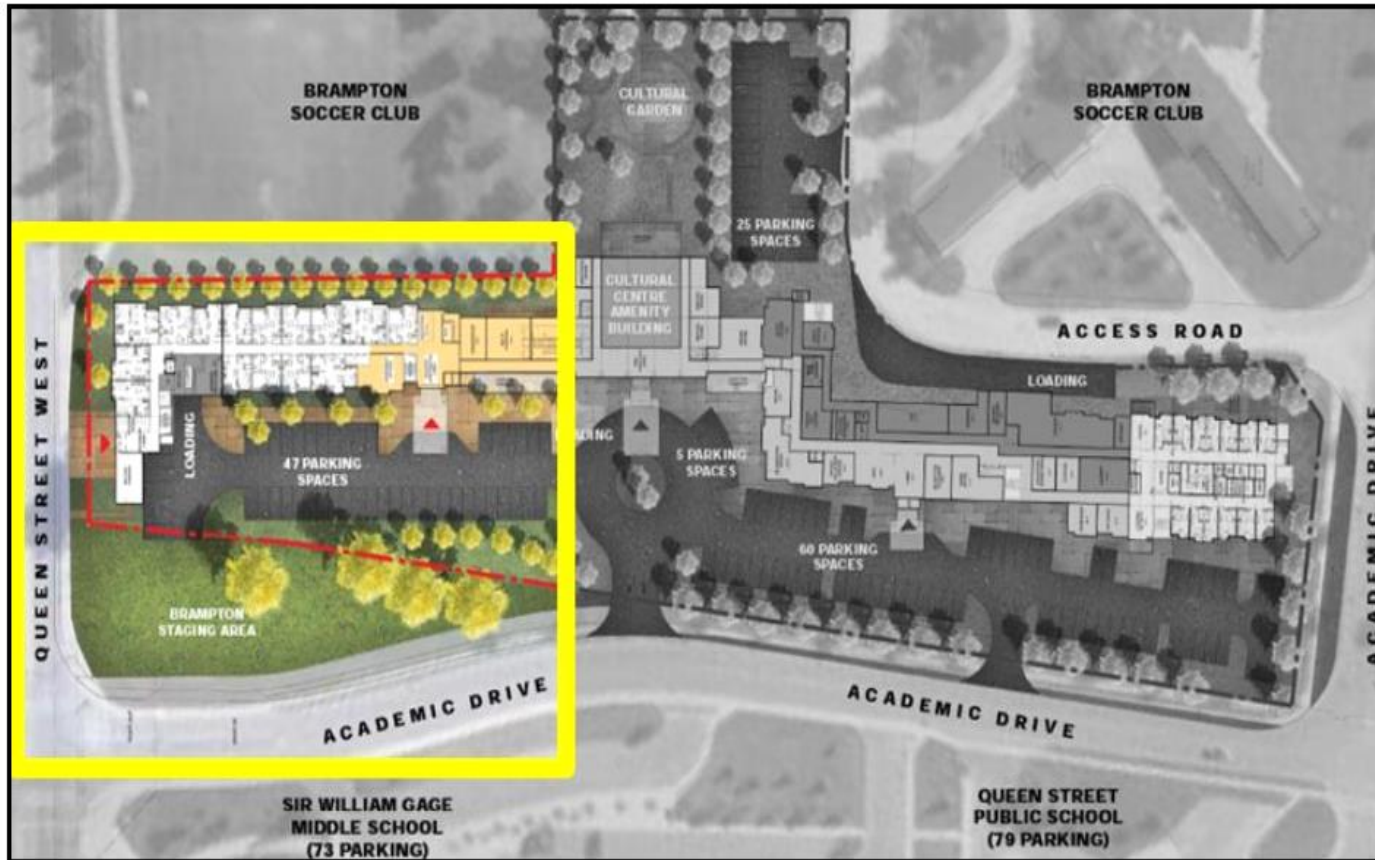 BRAMPTON
SOCCER CLUB
CULTURAL
GARDEN
BRAMPTON
SOCCER CLUB
25 PARKING
SPACES
CULTURAL
CENTRE
AMENITY
BUILDING
ACCESS ROAD
LOADING
QUEEN STREET WEST
LOADING
47 PARKING
SPACES
5 PARKING
SPACES
60 PARKING
SPACES
ACADEMIC DRIVE
BRAMPTON
STAGING AREA
ACADEMIC DRIVE
ACADEMIC DRIVE
SIR WILLIAM GAGE
MIDDLE SCHOOL
(73 PARKING)
QUEEN STREET
PUBLIC SCHOOL
(79 PARKING)